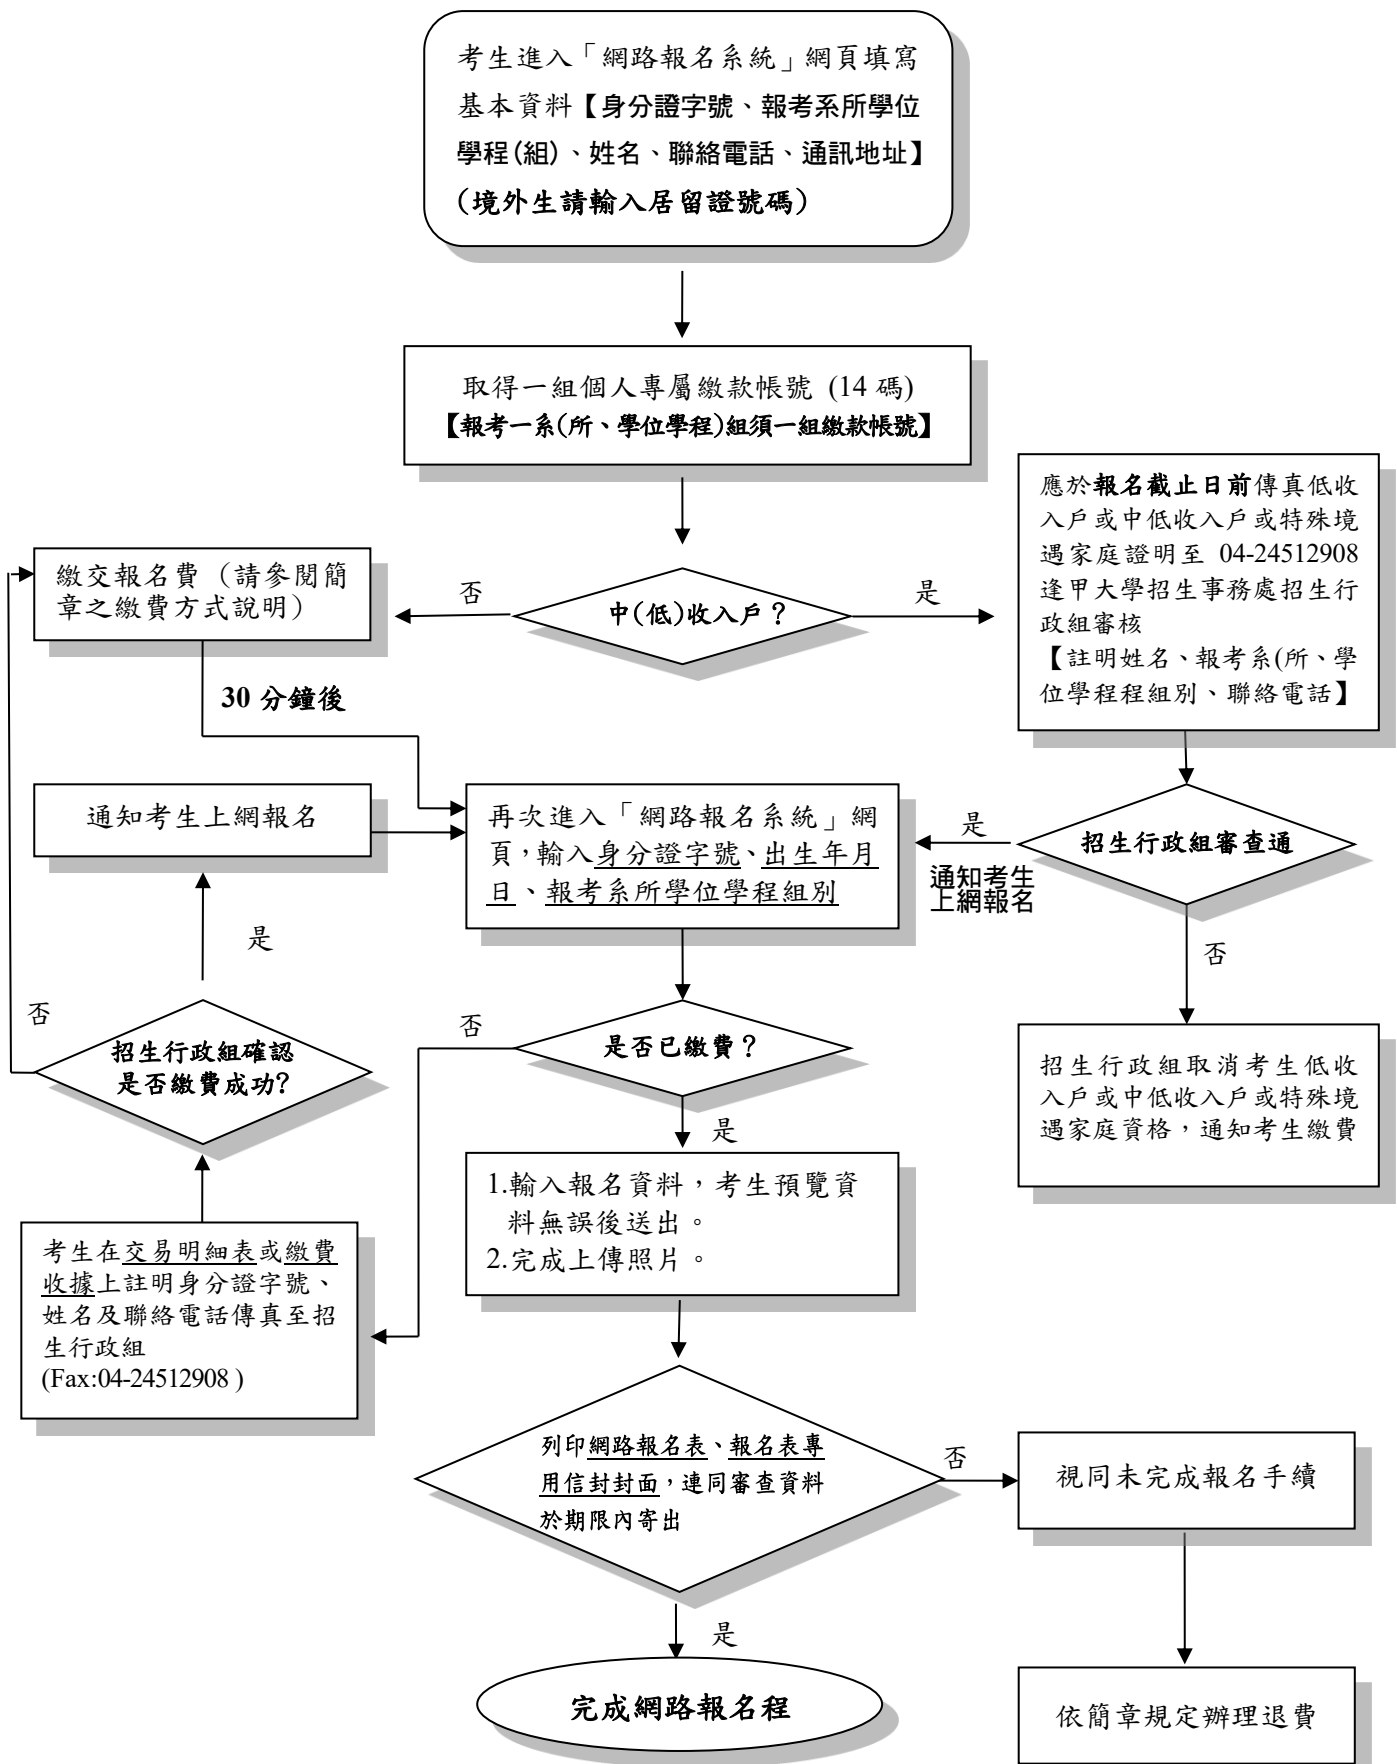 考生進入「網路報名系統」網頁填寫
基本資料【身分證字號、報考系所學位
學程(組)、姓名、聯絡電話、通訊地址】
(境外生請輸入居留證號碼)
取得一組個人專屬繳款帳號 (14 碼)
【報考一系(所、學位學程)組須一組繳款帳號】
中(低)收入戶？
否
是
繳交報名費（請參閱簡
章之繳費方式說明）
30 分鐘後
應於報名截止日前傳真低收
入戶或中低收入戶或特殊境
遇家庭證明至 04-24512908
逢甲大學招生事務處招生行
政組審核
【註明姓名、報考系(所、學
位學程程組別、聯絡電話】
通知考生上網報名
再次進入「網路報名系統」網
頁，輸入身分證字號、出生年月
日、報考系所學位學程組別
是
通知考生
上網報名
招生行政組審查通
是
否
否
招生行政組確認
是否繳費成功?
否
是否已繳費？
是
招生行政組取消考生低收
入戶或中低收入戶或特殊境
遇家庭資格，通知考生繳費
1.輸入報名資料，考生預覽資
料無誤後送出。
2.完成上傳照片。
考生在交易明細表或繳費
收據上註明身分證字號、
姓名及聯絡電話傳真至招
生行政組
(Fax:04-24512908 )
列印網路報名表、報名表專
用信封封面，連同審查資料
於期限內寄出
否
視同未完成報名手續
是
完成網路報名程
依簡章規定辦理退費